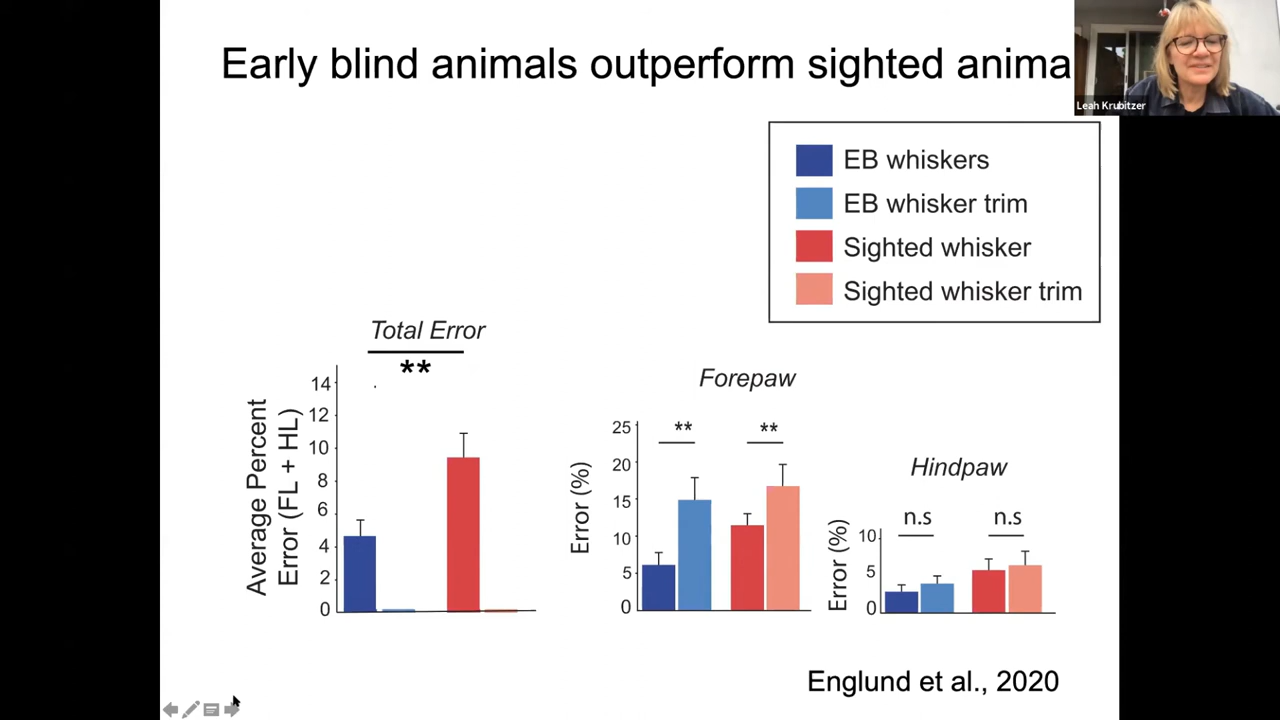 Early blind animals outperform sighted anima
Leah Krubitzer
EB whiskers
EB whisker trim
Sighted whisker
Sighted whisker trim
Total Error
**
14
12
10
8
6
4
2
0
Average Percent
Error (FL + HL)
Forepaw
25
20
15
10
5
0
Error (%)
**
**
Hindpaw
n.s
n.s
10
5
0
Error (%)
Englund et al., 2020